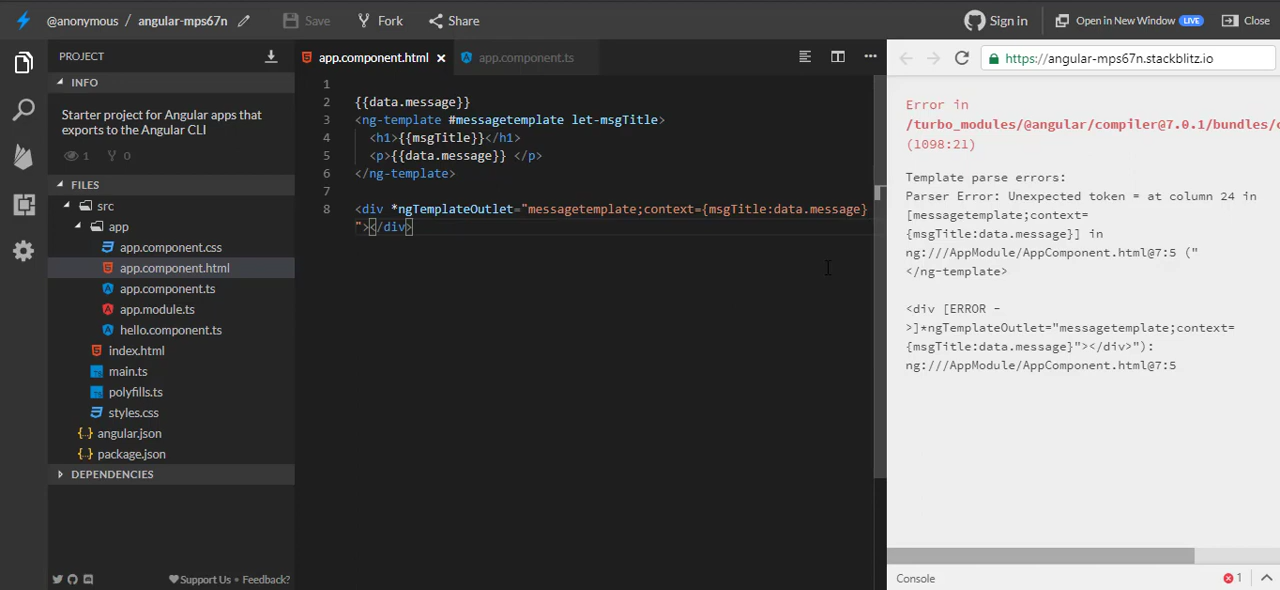 @anonymous / angular-mps67n Save Fork Share Sign in Open in New Window LIVE Close
PROJECT
INFO
Starter project for Angular apps that
exports to the Angular CLI
1 0
FILES
src
app
app.component.css
app.component.html
app.component.ts
app.module.ts
hello.component.ts
index.html
main.ts
polyfills.ts
styles.css
angular.json
package.json
DEPENDENCIES
Support Us • Feedback?
app.component.html × app.component.ts
1
2 {{data.message}}
3 <ng-template #messagetemplate let-msgTitle>
4 <h1>{{msgTitle}}</h1>
5 <p>{{data.message}} </p>
6 </ng-template>
7
8 <div *ngTemplateOutlet="messagetemplate;context={msgTitle:data.message}
"></div>
https://angular-mps67n.stackblitz.io
Error in
/turbo_modules/@angular/compiler@7.0.1/bundles/c
(1098:21)
Template parse errors:
Parser Error: Unexpected token = at column 24 in
[messagetemplate;context=
{msgTitle:data.message}] in
ng:///AppModule/AppComponent.html@7:5 ("
</ng-template>
<div [ERROR -
>]*ngTemplateOutlet="messagetemplate;context=
{msgTitle:data.message}"></div>"):
ng:///AppModule/AppComponent.html@7:5
Console 1